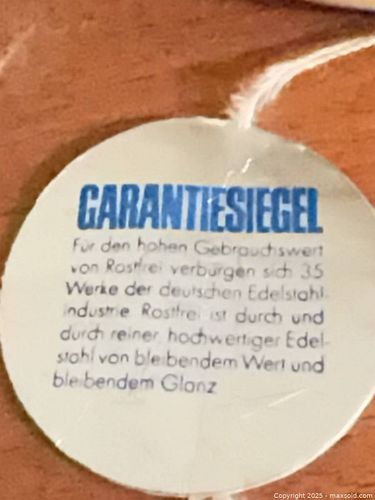 GARANTIESIEGEL
Für den hohen Gebrauchswert
von Rostfrei verbürgen sich 35
Werke der deutschen Edelstahl-
industrie Rostfrei ist durch und
durch reiner, hochwertiger Edel-
stahl von bleibendem Wert und
bleibendem Glanz
Copyright 2025 - maxsold.com